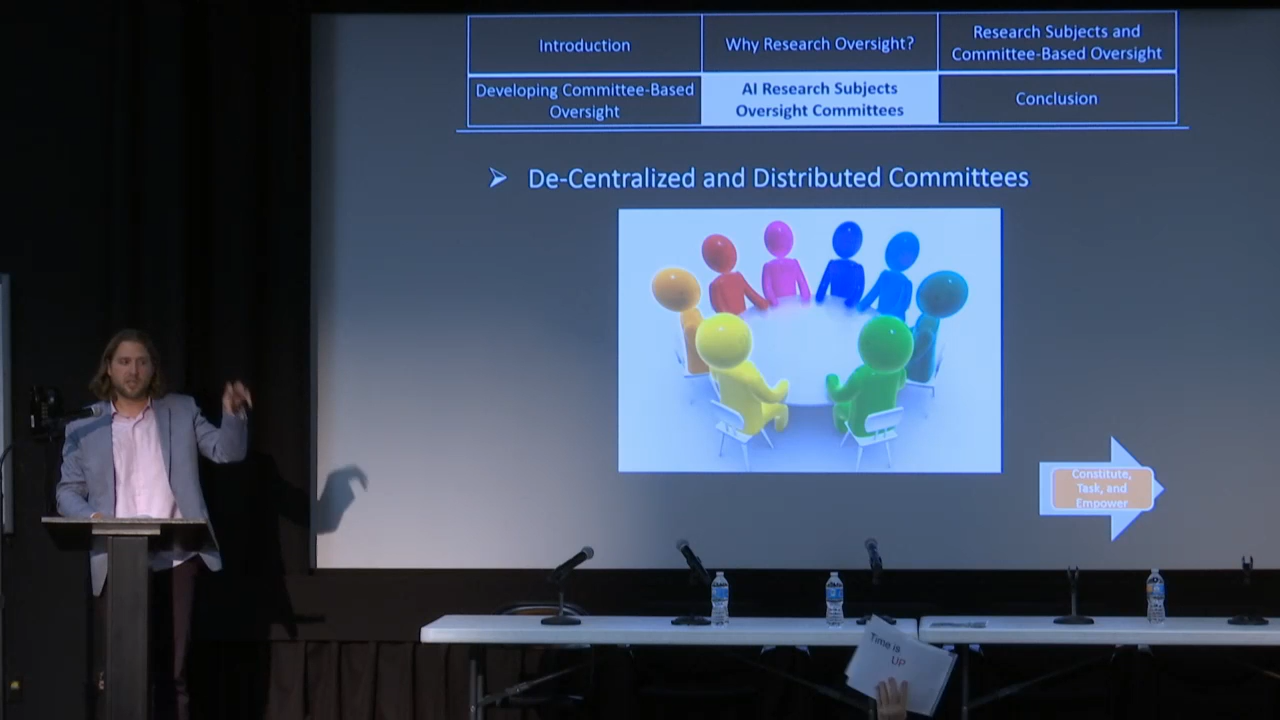 Introduction
Why Research Oversight?
Research Subjects and
Committee-Based Oversight
Developing Committee-Based
Oversight
AI Research Subjects
Oversight Committees
Conclusion
➢ De-Centralized and Distributed Committees
Constitute,
Task, and
Empower
Time is
UP